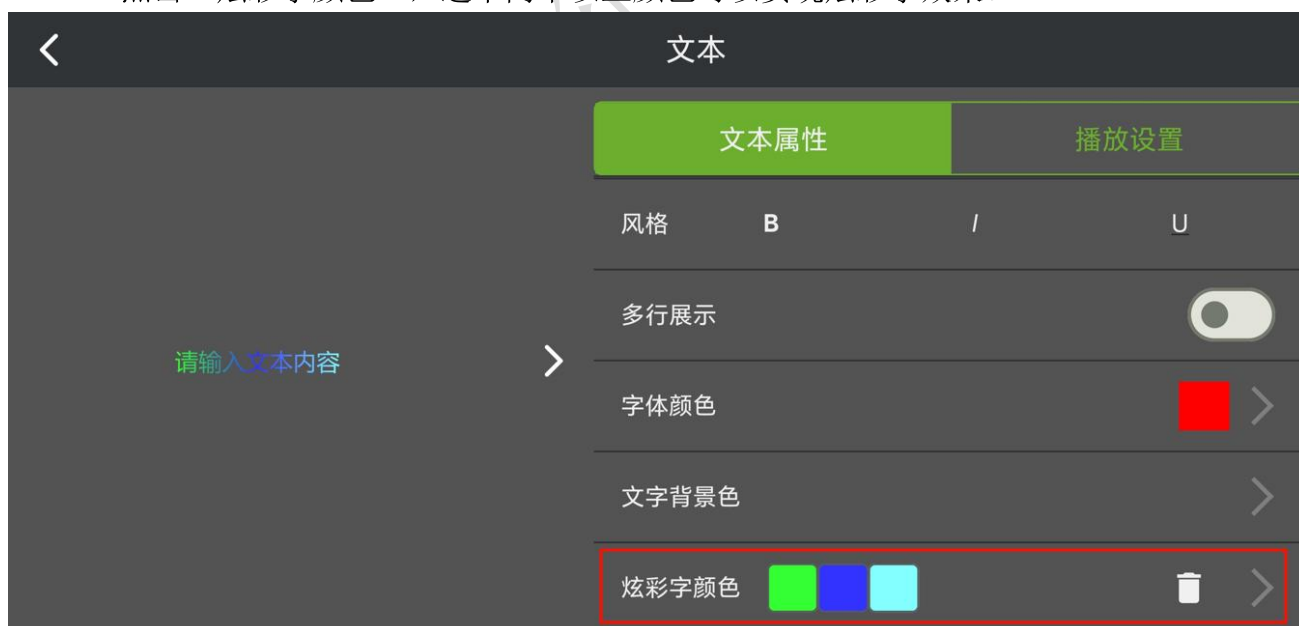 文本
文本属性 播放设置
风格 B I U
多行展示
请输入文本内容
字体颜色
文字背景色
炫彩字颜色